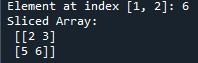 Element at index [1, 2]: 6
Sliced Array:
 [[2 3]
 [5 6]]